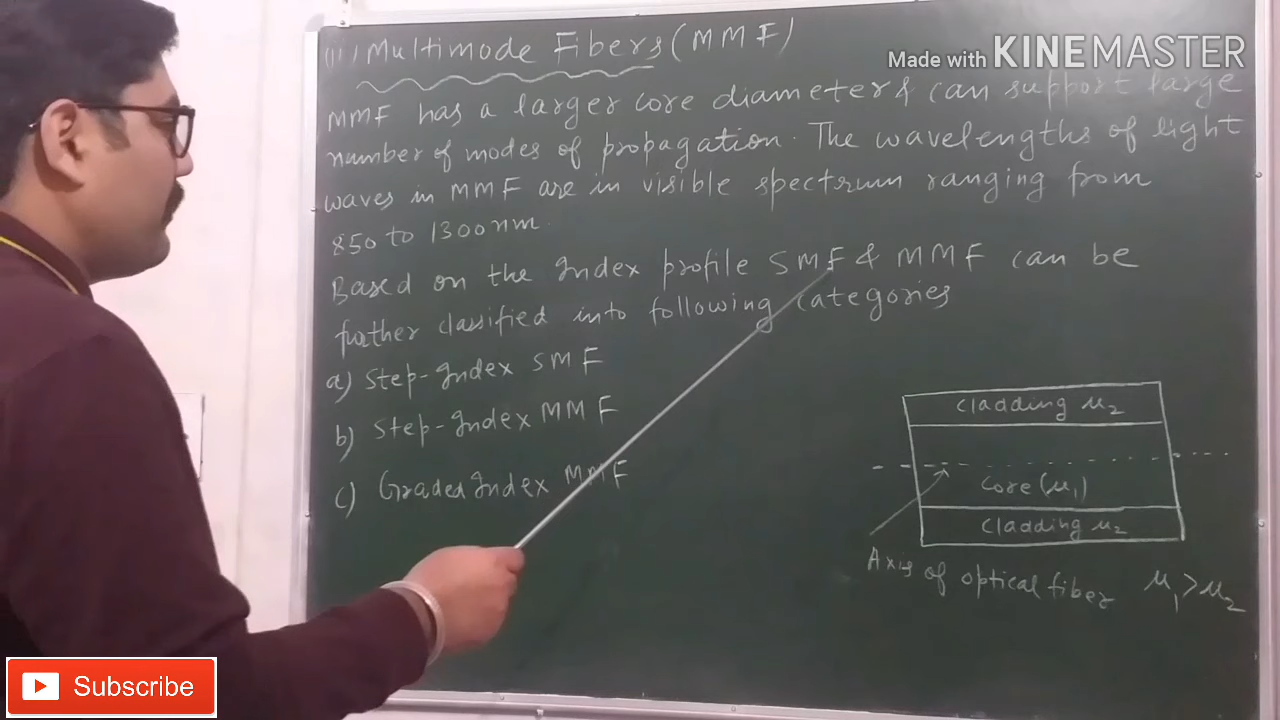 (ii) Multimode Fibers (MMF)
MMF has a larger core diameter & can support large
number of modes of propagation. The wavelengths of light
waves in MMF are in visible spectrum ranging from
850 to 1300nm.
Based on the Index profile SMF & MMF can be
further classified into following categories
a) Step-Index SMF
b) Step-Index MMF
c) Graded Index MMF
cladding μ2
core (μ1)
cladding μ2
Axis of optical fiber μ1 > μ2
Made with KINEMASTER
Subscribe